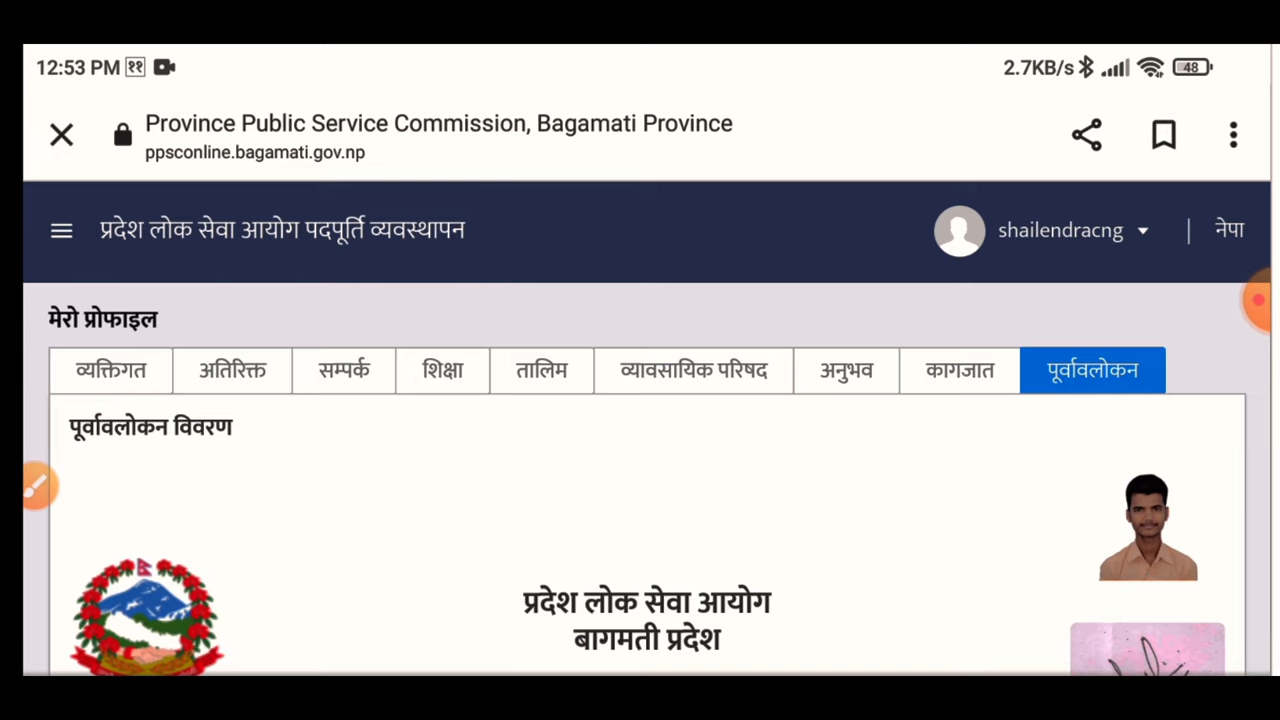 12:53 PM ११ 2.7KB/s 48
Province Public Service Commission, Bagamati Province
ppsconline.bagamati.gov.np
प्रदेश लोक सेवा आयोग पदपूर्ति व्यवस्थापन shailendracng | नेपा
मेरो प्रोफाइल
व्यक्तिगत अतिरिक्त सम्पर्क शिक्षा तालिम व्यावसायिक परिषद अनुभव कागजात पूर्वावलोकन
पूर्वावलोकन विवरण
प्रदेश लोक सेवा आयोग
बागमती प्रदेश